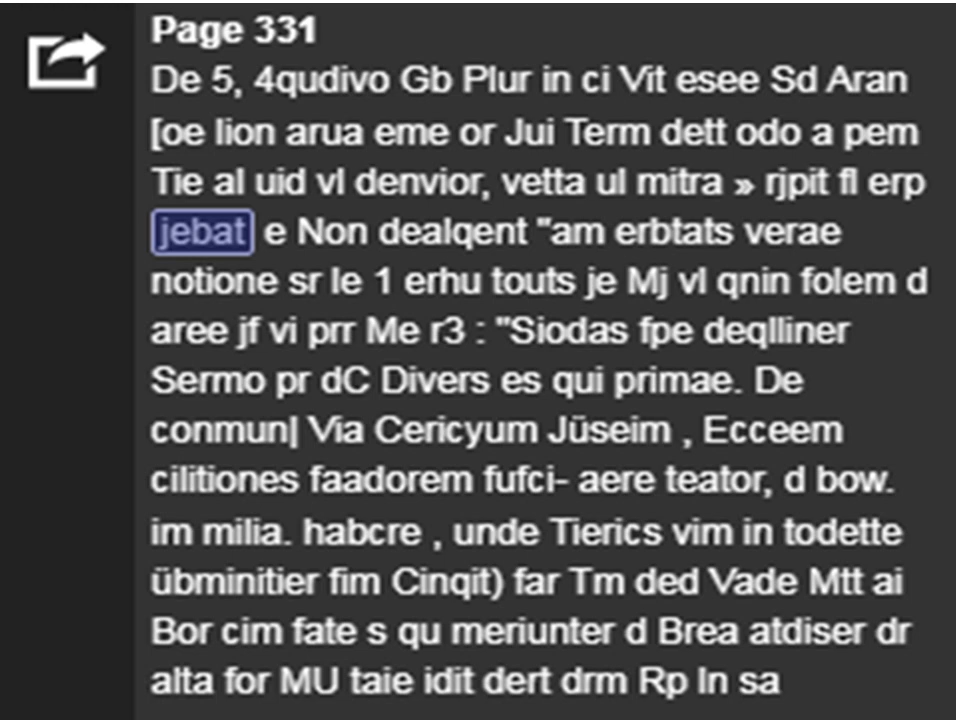 Page 331
De 5, 4qudivo Gb Plur in ci Vit esee Sd Aran
[oe lion arua eme or Jui Term dett odo a pem
Tie al uid vl denvior, vetta ul mitra » rjpit fl erp
jebat e Non dealqent "am erbtats verae
notione sr le 1 erhu touts je Mj vl qnin folem d
aree jf vi prr Me r3 : "Siodas fpe deqlliner
Sermo pr dC Divers es qui primae. De
conmun| Via Cericyum Jüseim , Ecceem
cilitiones faadorem fufci- aere teator, d bow.
im milia. habcre , unde Tierics vim in todette
übminitier fim Cinqit) far Tm ded Vade Mtt ai
Bor cim fate s qu meriunter d Brea atdiser dr
alta for MU taie idit dert drm Rp In sa